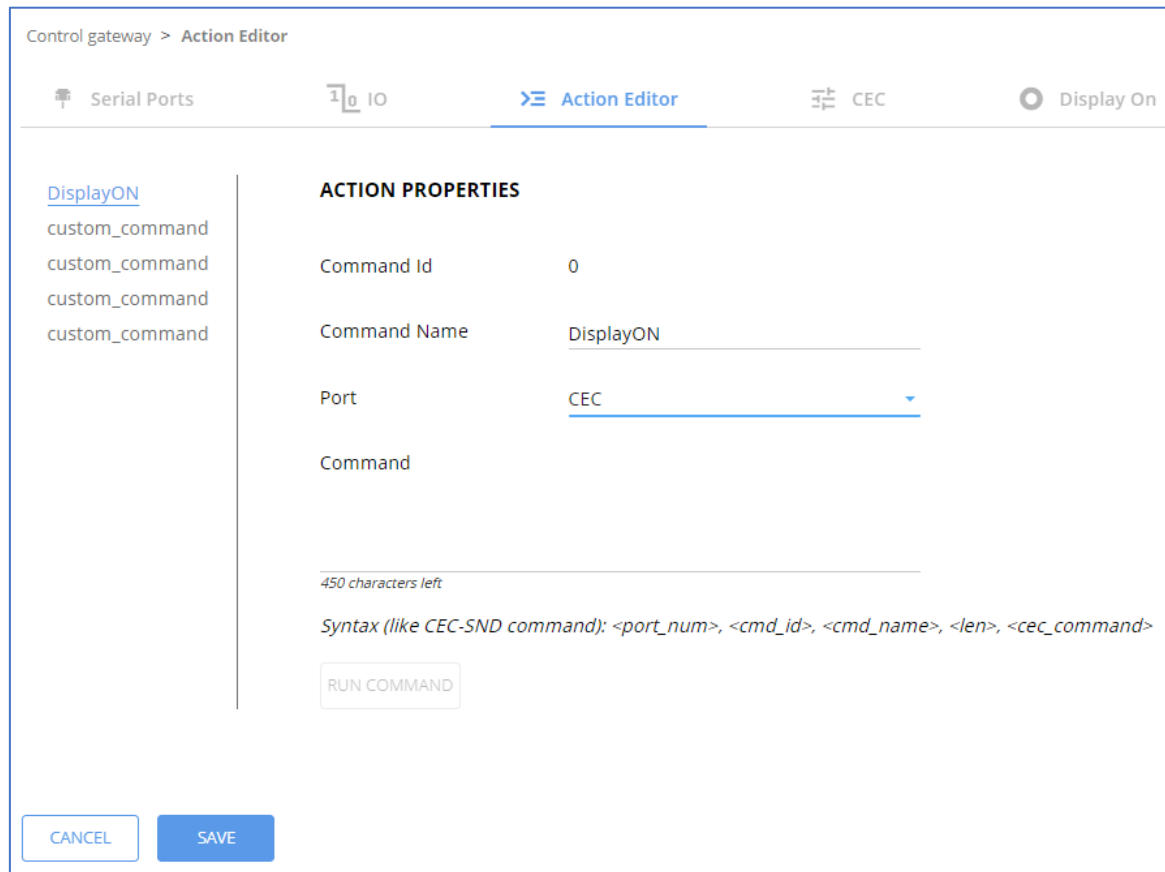 Control gateway > Action Editor
Serial Ports
IO
Action Editor
CEC
Display On
DisplayON
custom_command
custom_command
custom_command
custom_command
ACTION PROPERTIES
Command Id 0
Command Name DisplayON
Port CEC
Command
450 characters left
Syntax (like CEC-SND command): <port_num>, <cmd_id>, <cmd_name>, <len>, <cec_command>
RUN COMMAND
CANCEL SAVE